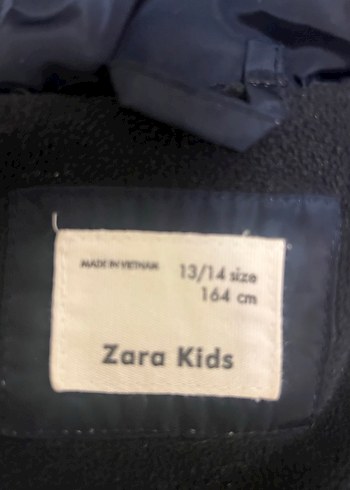 MADE IN VIETNAM
13/14 size
164 cm
Zara Kids